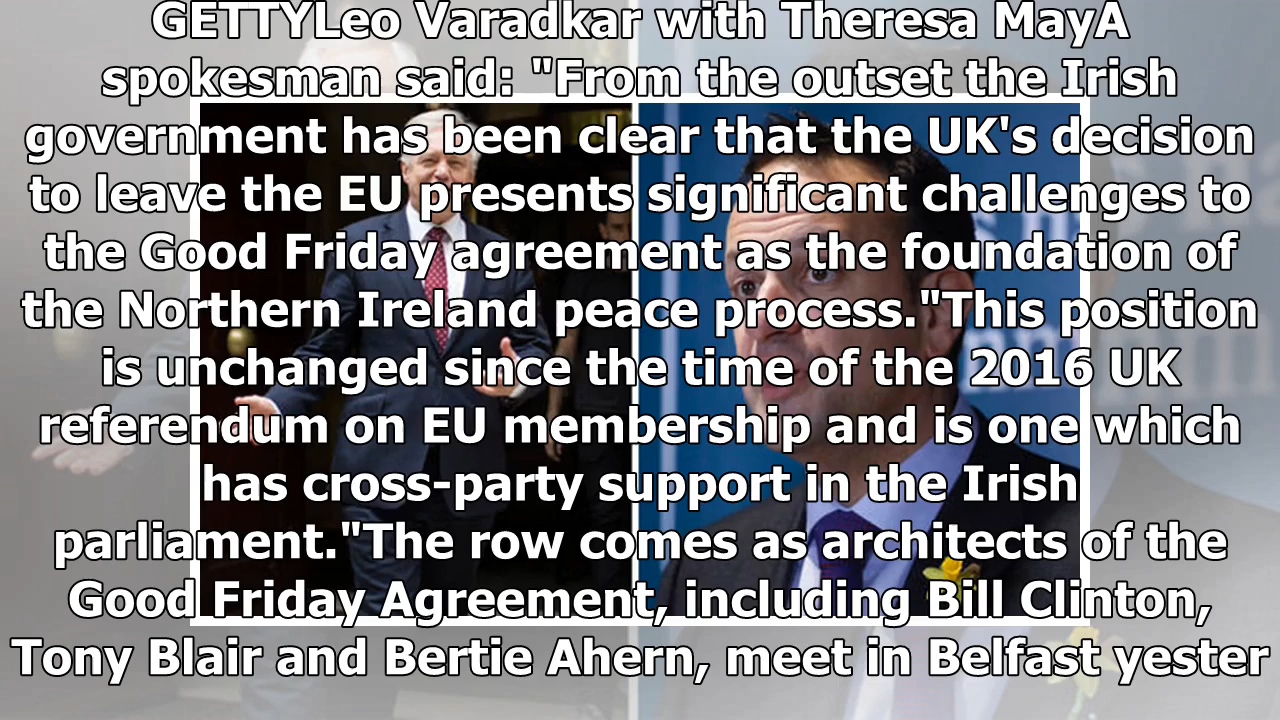 GETTYLeo Varadkar with Theresa MayA
spokesman said: "From the outset the Irish
government has been clear that the UK's decision
to leave the EU presents significant challenges to
the Good Friday agreement as the foundation of
the Northern Ireland peace process."This position
is unchanged since the time of the 2016 UK
referendum on EU membership and is one which
has cross-party support in the Irish
parliament."The row comes as architects of the
Good Friday Agreement, including Bill Clinton,
Tony Blair and Bertie Ahern, meet in Belfast yester